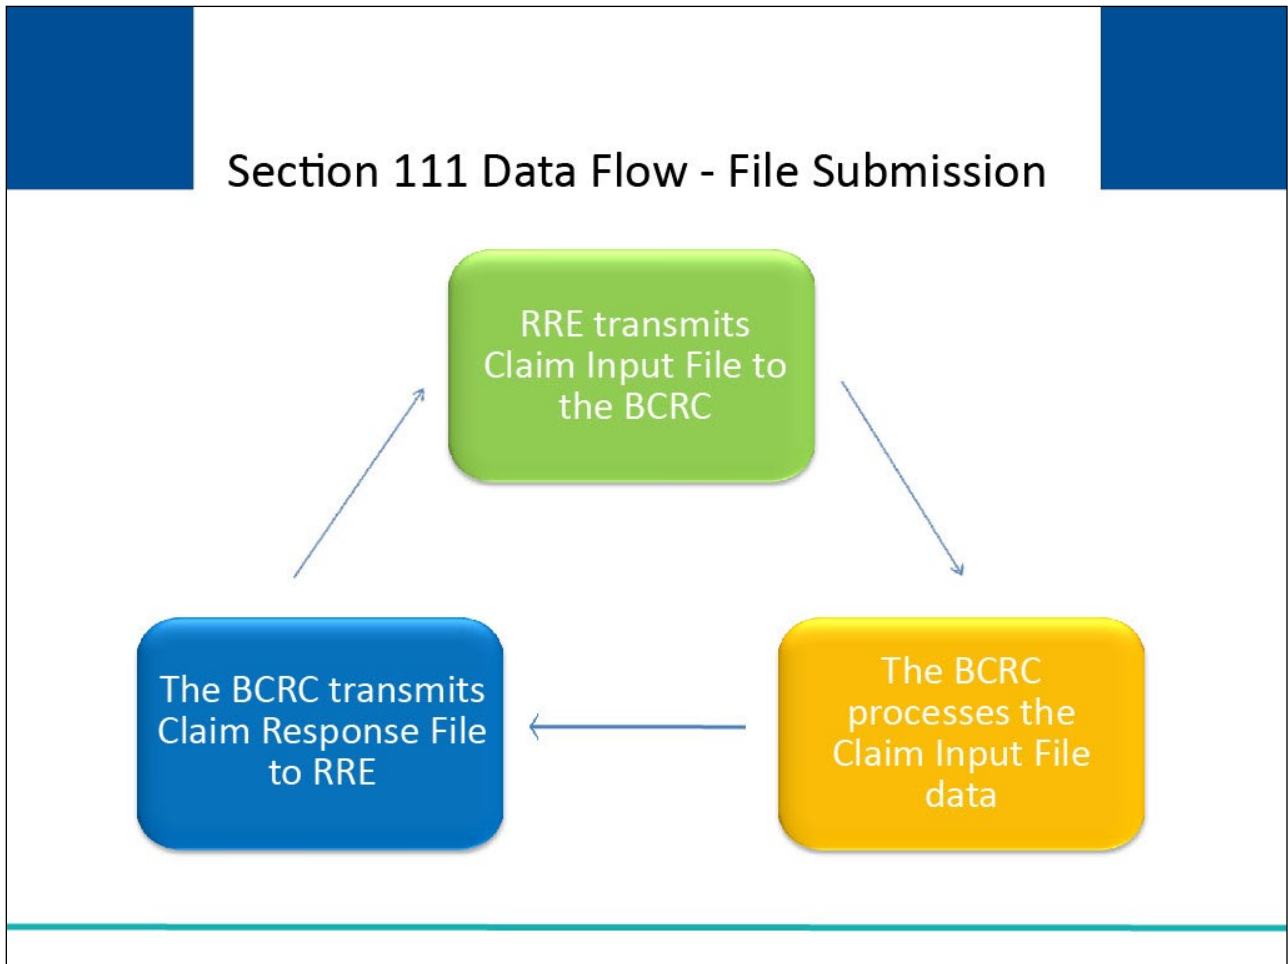 Section 111 Data Flow - File Submission
RRE transmits
Claim Input File to
the BCRC
The BCRC transmits
Claim Response File
to RRE
The BCRC
processes the
Claim Input File
data